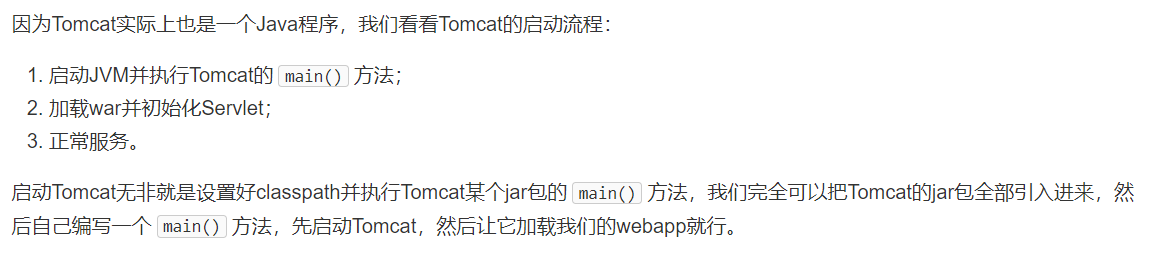 因为Tomcat实际上也是一个Java程序，我们看看Tomcat的启动流程：
1. 启动JVM并执行Tomcat的 main() 方法；
2. 加载war并初始化Servlet；
3. 正常服务。
启动Tomcat无非就是设置好classpath并执行Tomcat某个jar包的 main() 方法，我们完全可以把Tomcat的jar包全部引入进来，然
后自己编写一个 main() 方法，先启动Tomcat，然后让它加载我们的webapp就行。